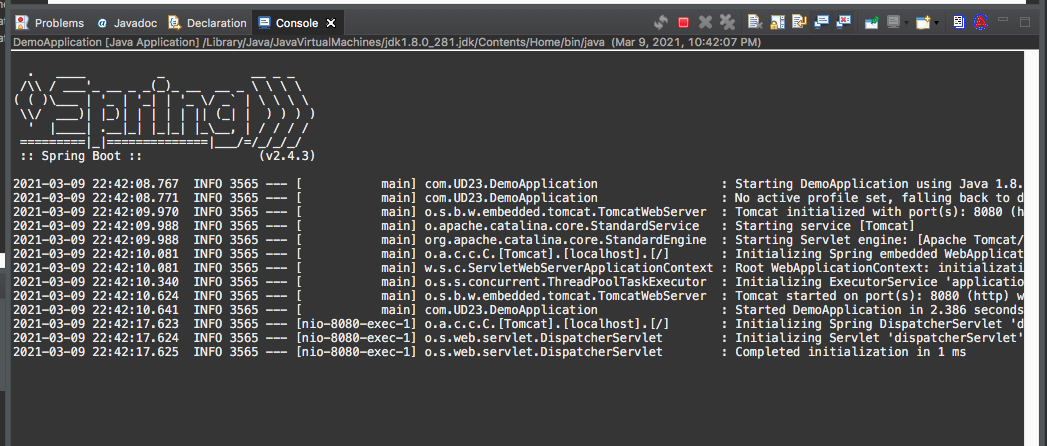 Problems @ Javadoc Declaration Console
DemoApplication [Java Application] /Library/Java/JavaVirtualMachines/jdk1.8.0_281.jdk/Contents/Home/bin/java (Mar 9, 2021, 10:42:07 PM)
  .   ____          _            __ _ _
 /\\ / ___'_ __ _ _(_)_ __  __ _ \ \ \ \
( ( )\___ | '_ | '_| | '_ \/ _` | \ \ \ \
 \\/  ___)| |_)| | | | | || (_| |  ) ) ) )
  '  |____| .__|_| |_|_| |_\__, | / / / /
 =========|_|==============|___/=/_/_/_/
 :: Spring Boot ::                (v2.4.3)
2021-03-09 22:42:08.767  INFO 3565 --- [           main] com.UD23.DemoApplication                 : Starting DemoApplication using Java 1.8.
2021-03-09 22:42:08.771  INFO 3565 --- [           main] com.UD23.DemoApplication                 : No active profile set, falling back to d
2021-03-09 22:42:09.970  INFO 3565 --- [           main] o.s.b.w.embedded.tomcat.TomcatWebServer  : Tomcat initialized with port(s): 8080 (h
2021-03-09 22:42:09.988  INFO 3565 --- [           main] o.apache.catalina.core.StandardService   : Starting service [Tomcat]
2021-03-09 22:42:09.988  INFO 3565 --- [           main] org.apache.catalina.core.StandardEngine  : Starting Servlet engine: [Apache Tomcat/
2021-03-09 22:42:10.081  INFO 3565 --- [           main] o.a.c.c.C.[Tomcat].[localhost].[/]       : Initializing Spring embedded WebApplicat
2021-03-09 22:42:10.081  INFO 3565 --- [           main] w.s.c.ServletWebServerApplicationContext : Root WebApplicationContext: initializati
2021-03-09 22:42:10.340  INFO 3565 --- [           main] o.s.s.concurrent.ThreadPoolTaskExecutor  : Initializing ExecutorService 'applicatio
2021-03-09 22:42:10.624  INFO 3565 --- [           main] o.s.b.w.embedded.tomcat.TomcatWebServer  : Tomcat started on port(s): 8080 (http) w
2021-03-09 22:42:10.641  INFO 3565 --- [           main] com.UD23.DemoApplication                 : Started DemoApplication in 2.386 seconds
2021-03-09 22:42:17.623  INFO 3565 --- [nio-8080-exec-1] o.a.c.c.C.[Tomcat].[localhost].[/]       : Initializing Spring DispatcherServlet 'd
2021-03-09 22:42:17.624  INFO 3565 --- [nio-8080-exec-1] o.s.web.servlet.DispatcherServlet        : Initializing Servlet 'dispatcherServlet'
2021-03-09 22:42:17.625  INFO 3565 --- [nio-8080-exec-1] o.s.web.servlet.DispatcherServlet        : Completed initialization in 1 ms